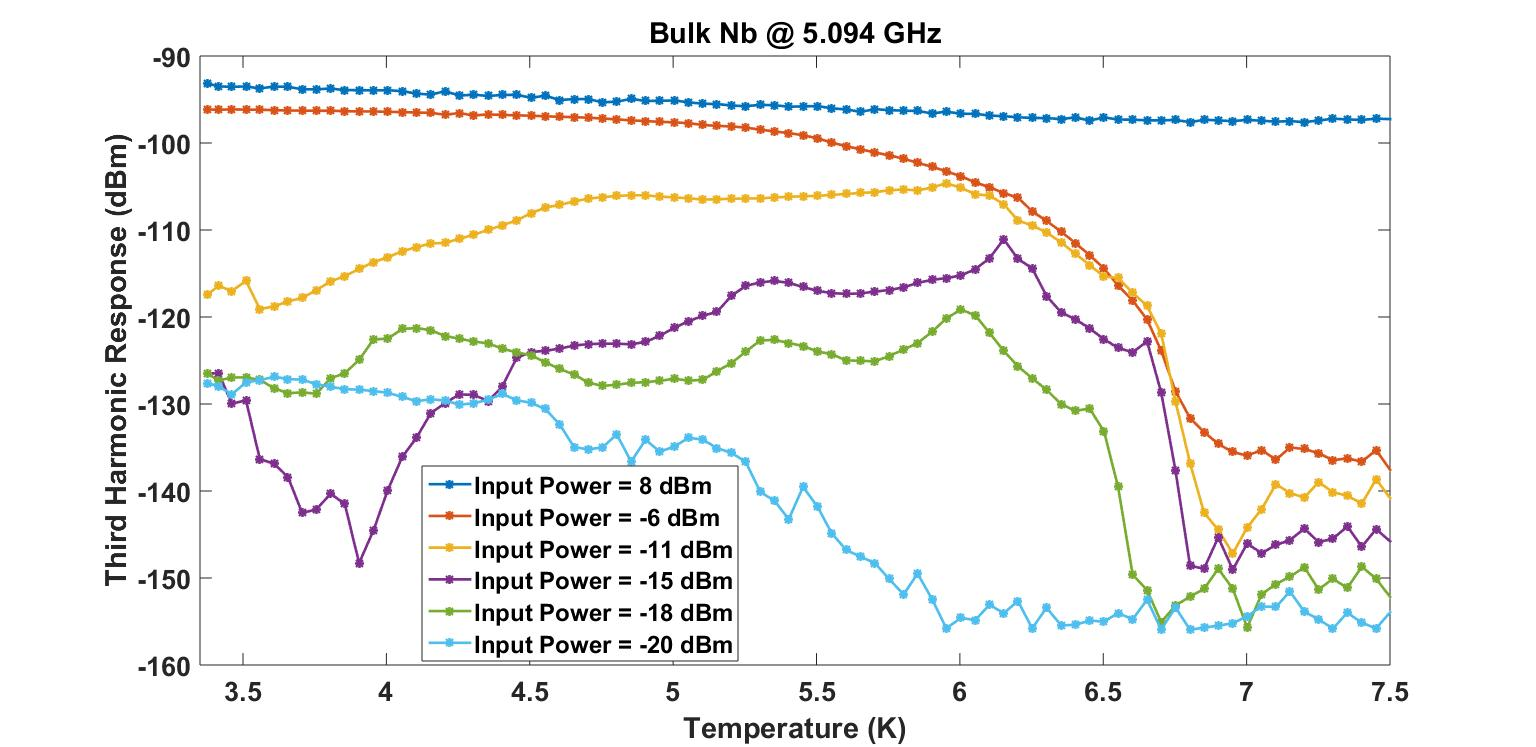 Bulk Nb @ 5.094 GHz
Third Harmonic Response (dBm)
-90
-100
-110
-120
-130
-140
-150
-160
Input Power = 8 dBm
Input Power = -6 dBm
Input Power = -11 dBm
Input Power = -15 dBm
Input Power = -18 dBm
Input Power = -20 dBm
3.5 4 4.5 5 5.5 6 6.5 7 7.5
Temperature (K)